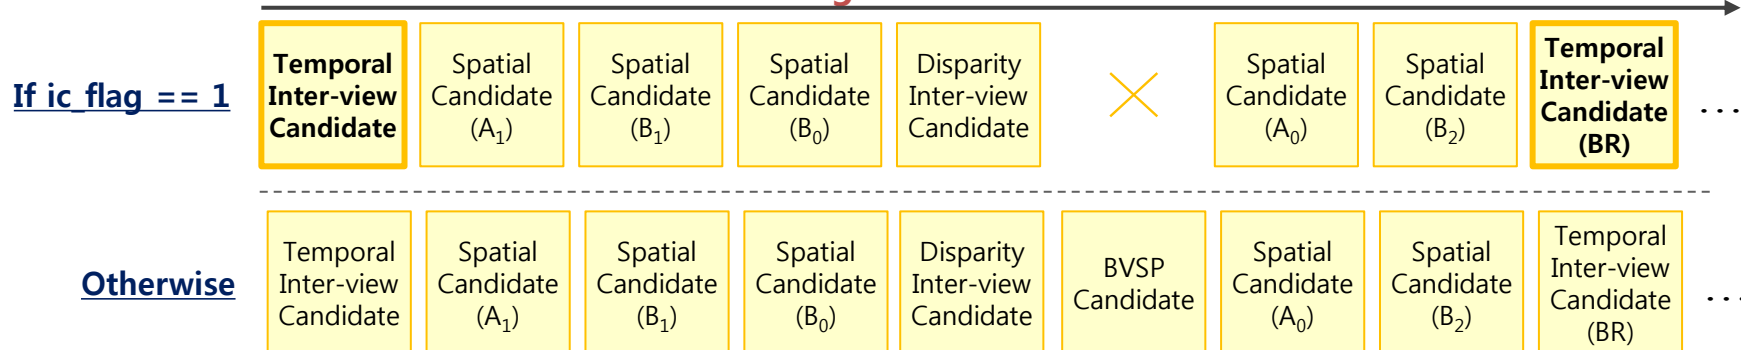 If ic_flag == 1
Temporal
Inter-view
Candidate
Spatial
Candidate
(A1)
Spatial
Candidate
(B1)
Spatial
Candidate
(B0)
Disparity
Inter-view
Candidate
Spatial
Candidate
(A0)
Spatial
Candidate
(B2)
Temporal
Inter-view
Candidate
(BR)
...
Otherwise
Temporal
Inter-view
Candidate
Spatial
Candidate
(A1)
Spatial
Candidate
(B1)
Spatial
Candidate
(B0)
Disparity
Inter-view
Candidate
BVSP
Candidate
Spatial
Candidate
(A0)
Spatial
Candidate
(B2)
Temporal
Inter-view
Candidate
(BR)
...